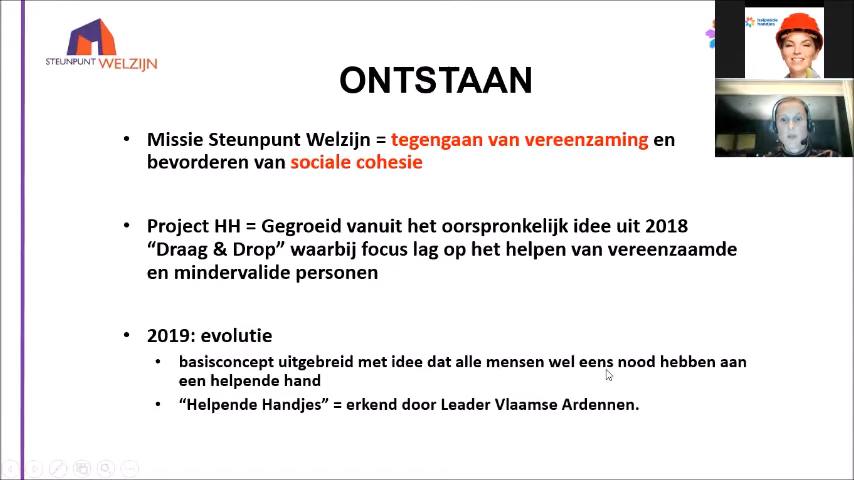 STEUNPUNT WELZIJN
helpende
handjes
ONTSTAAN
• Missie Steunpunt Welzijn = tegengaan van vereenzaming en
bevorderen van sociale cohesie
• Project HH = Gegroeid vanuit het oorspronkelijk idee uit 2018
“Draag & Drop” waarbij focus lag op het helpen van vereenzaamde
en mindervalide personen
• 2019: evolutie
• basisconcept uitgebreid met idee dat alle mensen wel eens nood hebben aan
een helpende hand
• “Helpende Handjes” = erkend door Leader Vlaamse Ardennen.